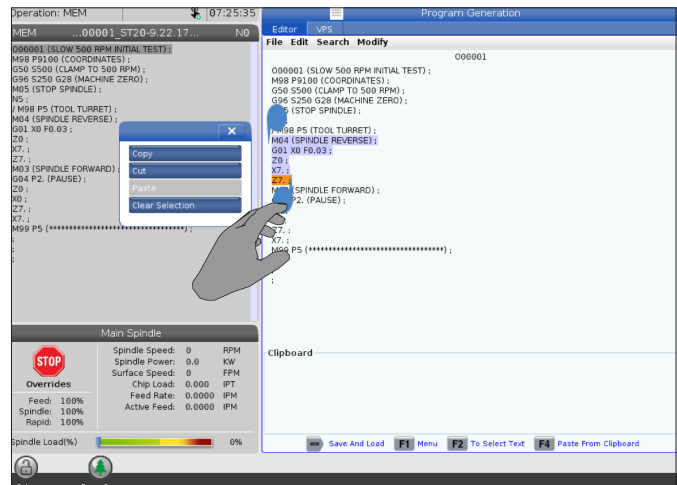 Operation: MEM
07:25:35
MEM ...00001_ST20-9.22.17... N0
O00001 (SLOW 500 RPM INITIAL TEST) ;
M98 P9100 (COORDINATES) ;
G50 S500 (CLAMP TO 500 RPM) ;
G96 S250 G28 (MACHINE ZERO) ;
M05 (STOP SPINDLE) ;
N5 ;
/ M98 P5 (TOOL TURRET) ;
M04 (SPINDLE REVERSE) ;
G01 X0 F0.03 ;
Z0 ;
X7. ;
Z7. ;
M03 (SPINDLE FORWARD) ;
G04 P2. (PAUSE) ;
Z0 ;
X0 ;
Z7. ;
X7. ;
M99 P5 (**********************************) ;
;
;
;
X
Copy
Cut
Paste
Clear Selection
Program Generation
Editor VPS
File Edit Search Modify
O00001
O00001 (SLOW 500 RPM INITIAL TEST) ;
M98 P9100 (COORDINATES) ;
G50 S500 (CLAMP TO 500 RPM) ;
G96 S250 G28 (MACHINE ZERO) ;
(STOP SPINDLE) ;
;
/ M98 P5 (TOOL TURRET) ;
M04 (SPINDLE REVERSE) ;
G01 X0 F0.03 ;
Z0 ;
X7. ;
Z7. ;
(SPINDLE FORWARD) ;
P2. (PAUSE) ;
Z7. ;
X7. ;
M99 P5 (**********************************) ;
;
;
Main Spindle
STOP
Overrides
Feed: 100%
Spindle: 100%
Rapid: 100%
Spindle Speed: 0 RPM
Spindle Power: 0.0 KW
Surface Speed: 0 FPM
Chip Load: 0.000 IPT
Feed Rate: 0.0000 IPM
Active Feed: 0.0000 IPM
Spindle Load(%) 0%
Clipboard
MEM Save And Load F1 Menu F2 To Select Text F4 Paste From Clipboard